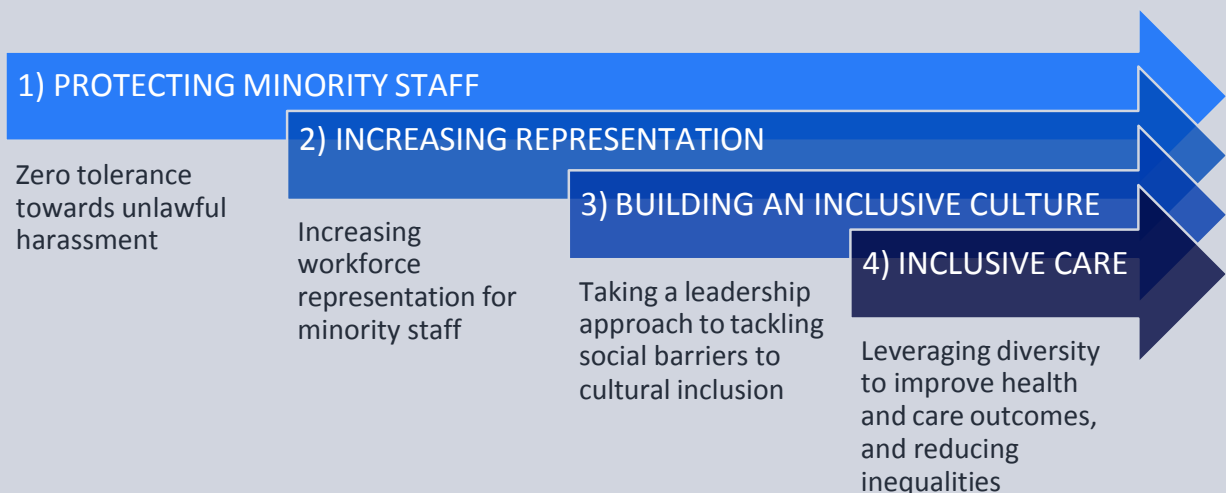 1) PROTECTING MINORITY STAFF
Zero tolerance
towards unlawful
harassment
2) INCREASING REPRESENTATION
Increasing
workforce
representation for
minority staff
3) BUILDING AN INCLUSIVE CULTURE
Taking a leadership
approach to tackling
social barriers to
cultural inclusion
4) INCLUSIVE CARE
Leveraging diversity
to improve health
and care outcomes,
and reducing
inequalities